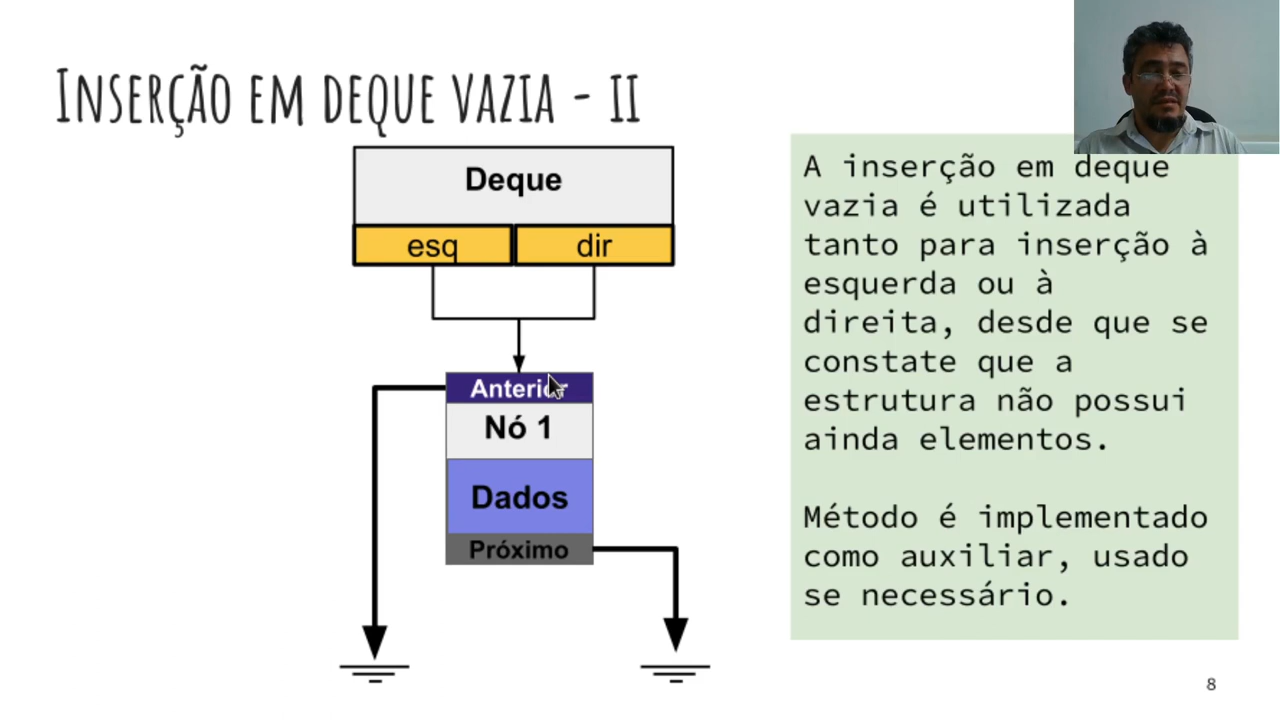 INSERÇÃO EM DEQUE VAZIA - II
Deque
esq dir
Anterior
Nó 1
Dados
Próximo
A inserção em deque
vazia é utilizada
tanto para inserção à
esquerda ou à
direita, desde que se
constate que a
estrutura não possui
ainda elementos.
Método é implementado
como auxiliar, usado
se necessário.
8